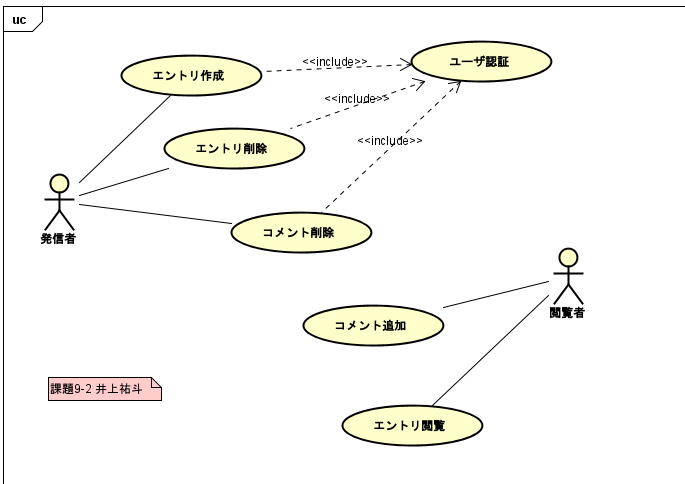 uc
エントリ作成
<<include>>
ユーザ認証
<<include>>
エントリ削除
<<include>>
発信者
コメント削除
閲覧者
コメント追加
課題9-2 井上祐斗
エントリ閲覧